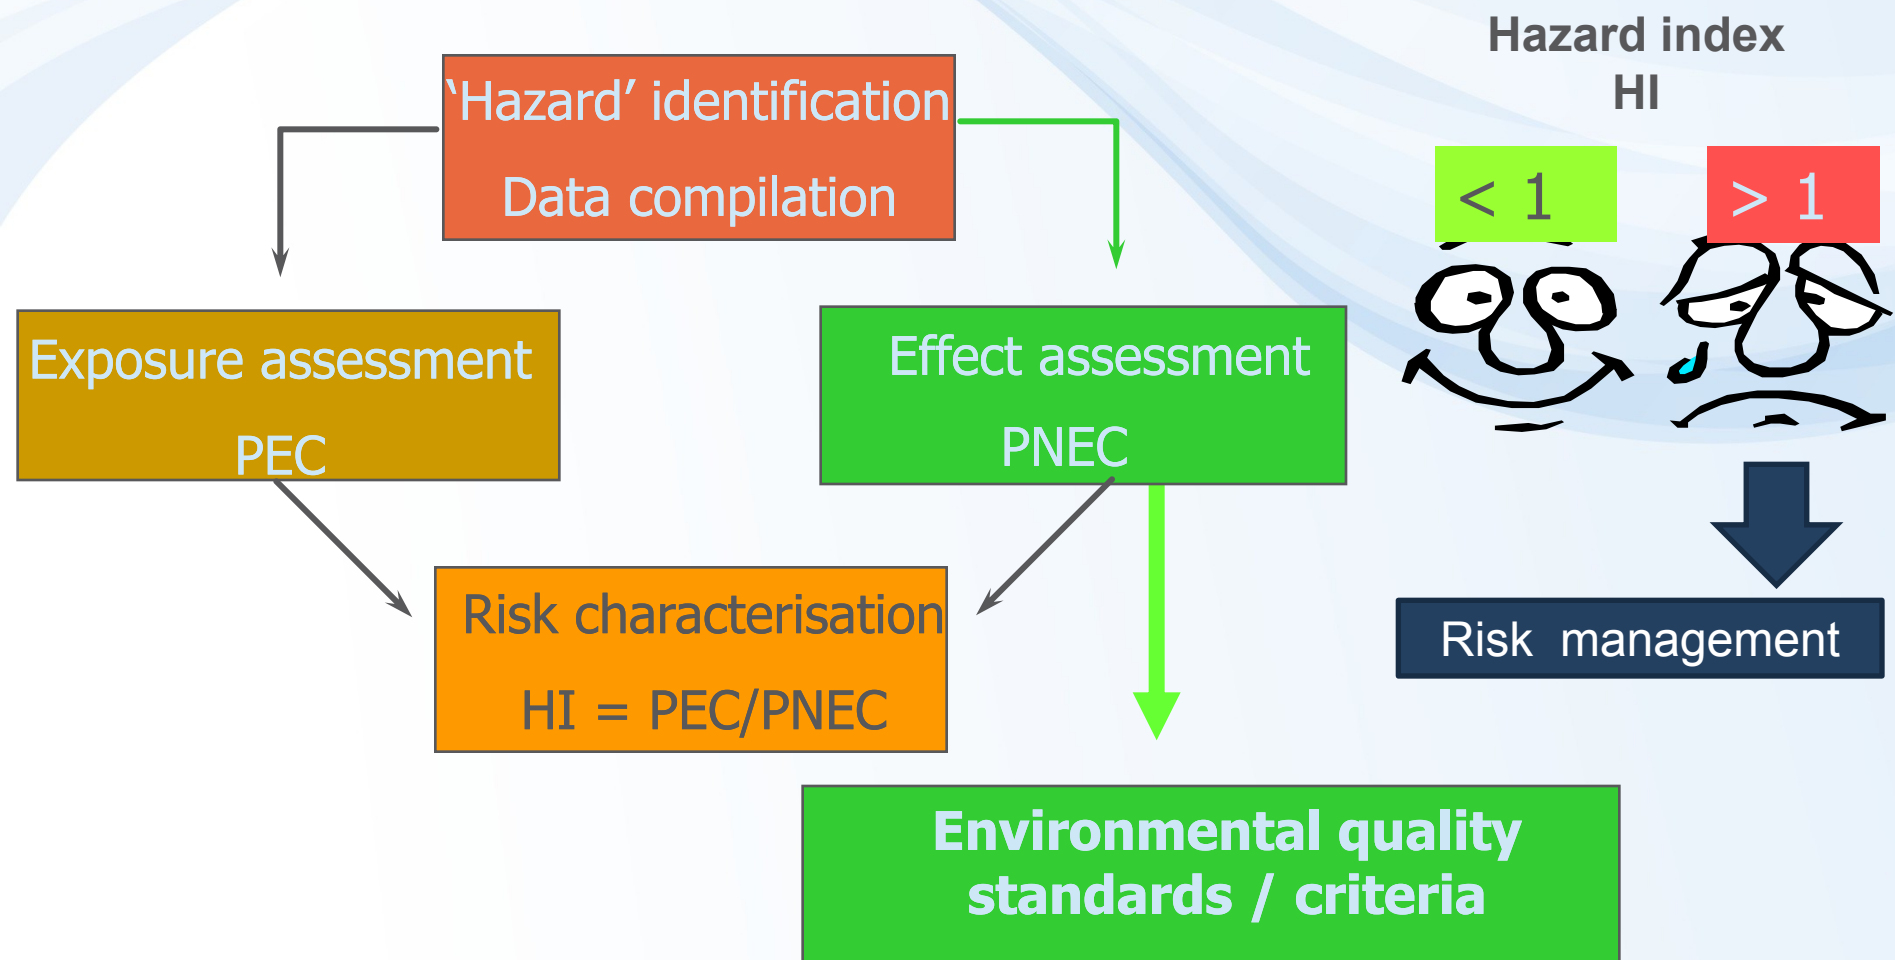 Hazard index
HI
< 1
> 1
‘Hazard’ identification
Data compilation
Exposure assessment
PEC
Effect assessment
PNEC
Risk characterisation
HI = PEC/PNEC
Risk  management
Environmental quality
standards / criteria